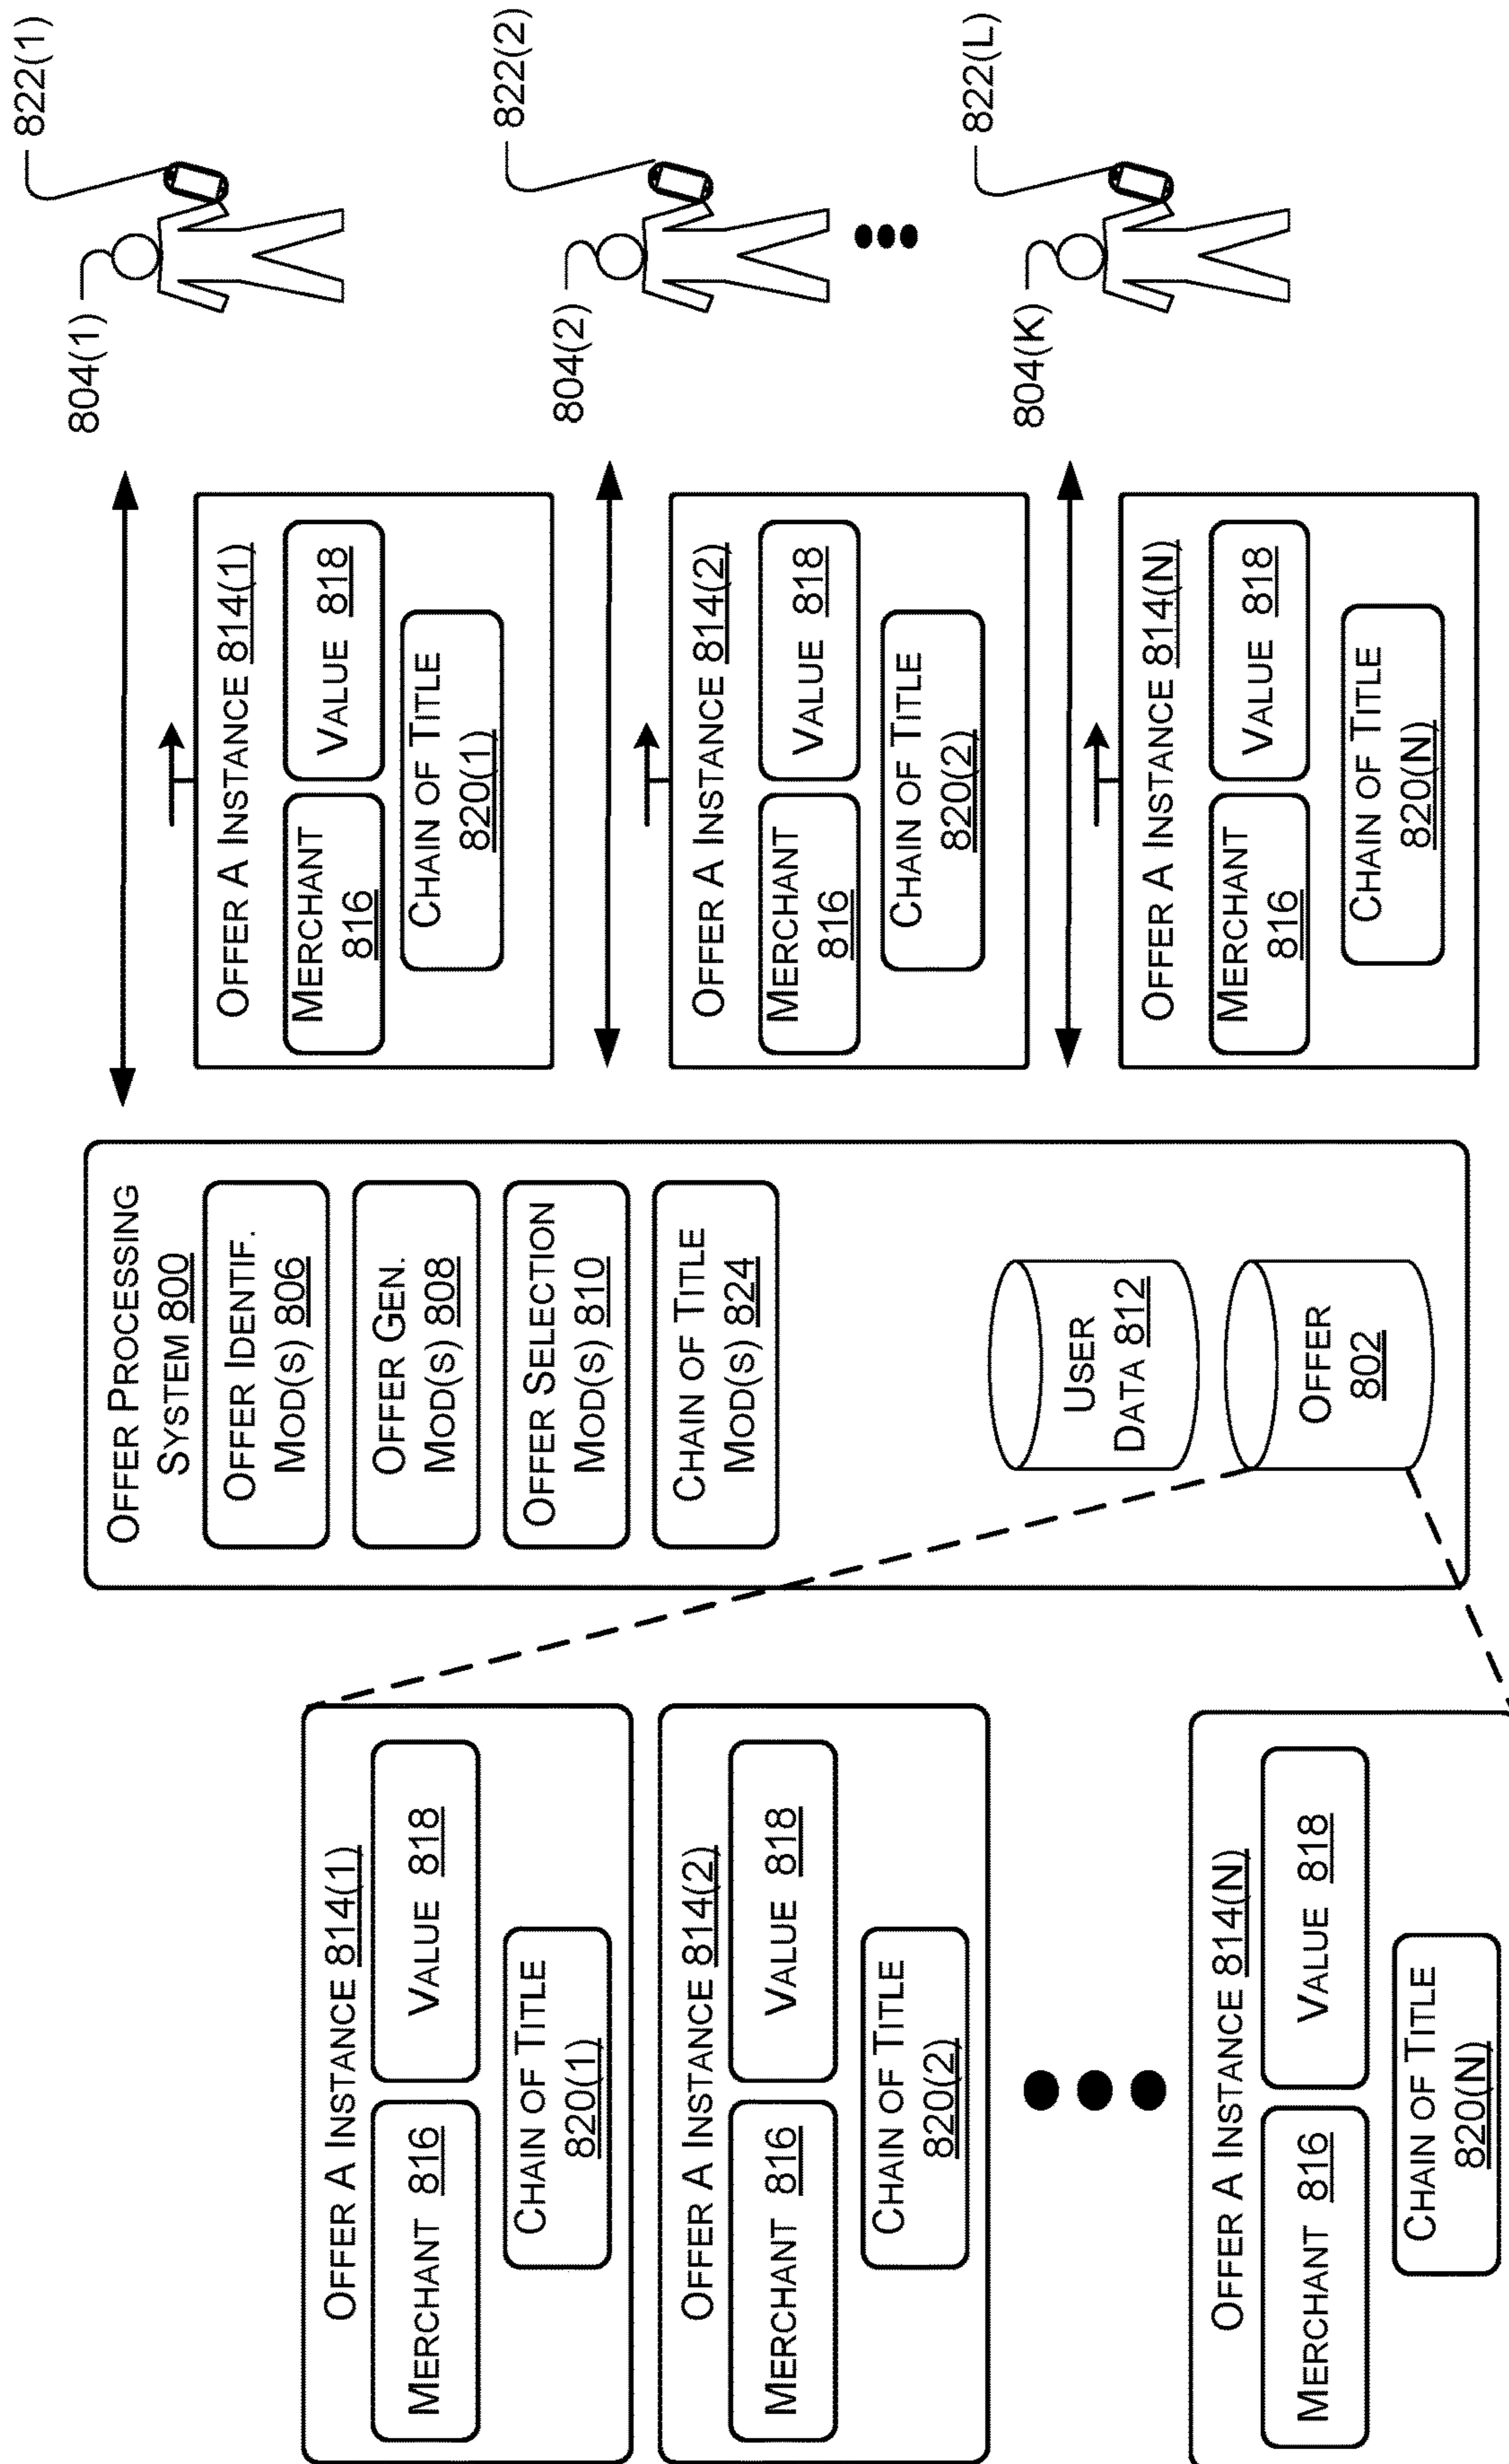 OFFER A INSTANCE 814(1)
MERCHANT 816
VALUE 818
CHAIN OF TITLE
820(1)
OFFER A INSTANCE 814(2)
MERCHANT 816
VALUE 818
CHAIN OF TITLE
820(2)
OFFER A INSTANCE 814(N)
MERCHANT 816
VALUE 818
CHAIN OF TITLE
820(N)
OFFER PROCESSING
SYSTEM 800
OFFER IDENTIF.
MOD(S) 806
OFFER GEN.
MOD(S) 808
OFFER SELECTION
MOD(S) 810
CHAIN OF TITLE
MOD(S) 824
USER
DATA 812
OFFER
802
OFFER A INSTANCE 814(1)
MERCHANT
816
VALUE 818
CHAIN OF TITLE
820(1)
OFFER A INSTANCE 814(2)
MERCHANT
816
VALUE 818
CHAIN OF TITLE
820(2)
OFFER A INSTANCE 814(N)
MERCHANT
816
VALUE 818
CHAIN OF TITLE
820(N)
804(1)
822(1)
804(2)
822(2)
804(K)
822(L)